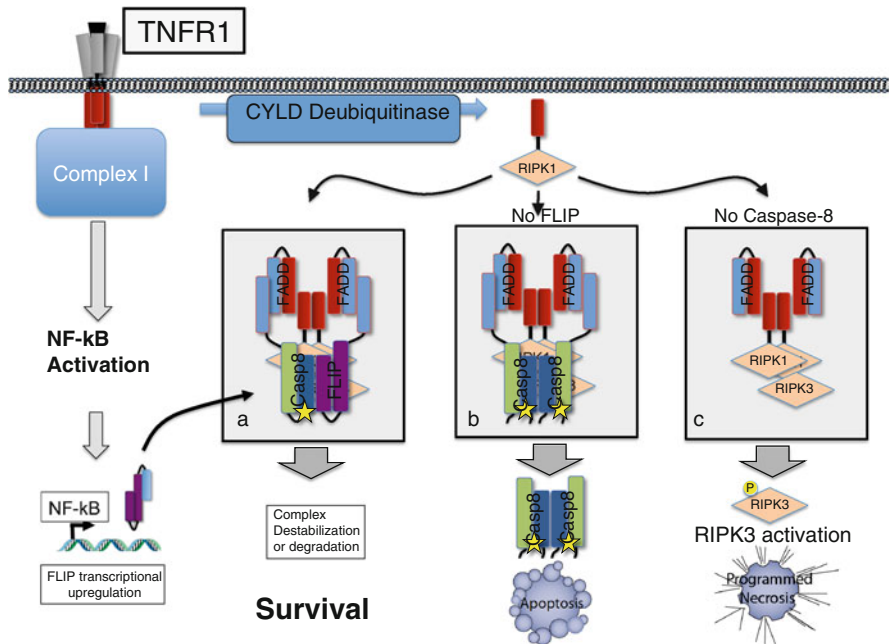 TNFR1
CYLD Deubiquitinase
Complex I
RIPK1
No FLIP
No Caspase-8
FADD
FADD
FADD
FADD
FADD
FADD
NF-kB
Activation
Casp8
FLIP
Casp8
Casp8
RIPK1
RIPK3
a
b
c
NF-kB
FLIP transcriptional
upregulation
Complex
Destabilization
or degradation
Casp8
Casp8
P
RIPK3
RIPK3 activation
Survival
Apoptosis
Programmed
Necrosis